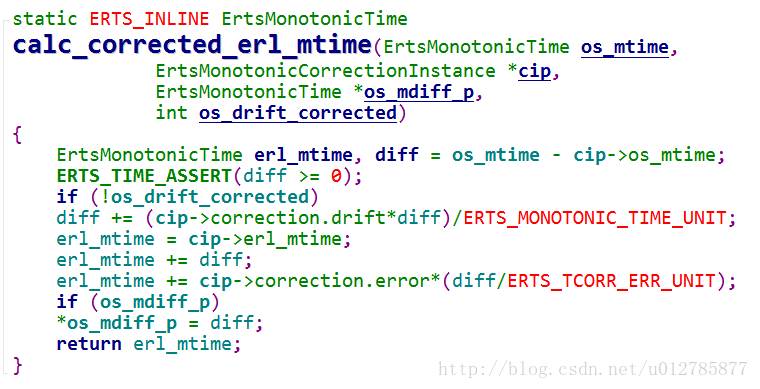 static ERTS_INLINE ErtsMonotonicTime
calc_corrected_erl_mtime(ErtsMonotonicTime os_mtime,
ErtsMonotonicCorrectionInstance *cip,
ErtsMonotonicTime *os_mdiff_p,
int os_drift_corrected)
{
ErtsMonotonicTime erl_mtime, diff = os_mtime - cip->os_mtime;
ERTS_TIME_ASSERT(diff >= 0);
if (!os_drift_corrected)
diff += (cip->correction.drift*diff)/ERTS_MONOTONIC_TIME_UNIT;
erl_mtime = cip->erl_mtime;
erl_mtime += diff;
erl_mtime += cip->correction.error*(diff/ERTS_TCORR_ERR_UNIT);
if (os_mdiff_p)
*os_mdiff_p = diff;
return erl_mtime;
}
http://blog.csdn.net/u012785877